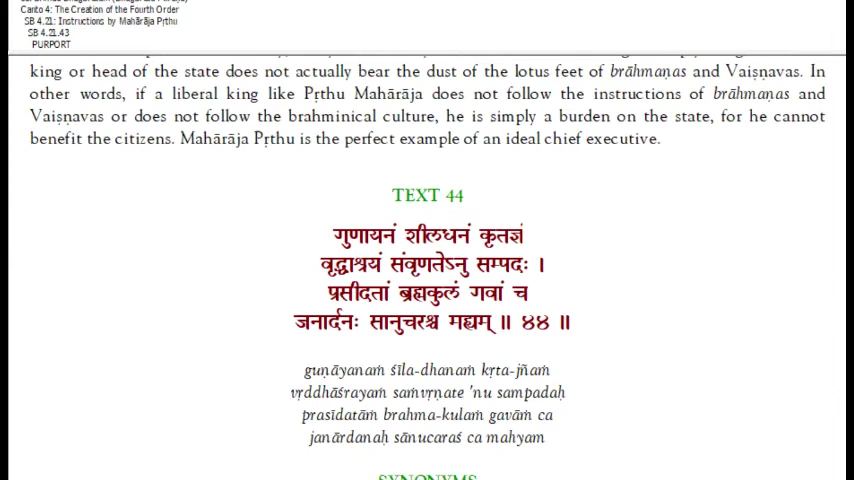 Canto 4: The Creation of the Fourth Order
SB 4.21: Instructions by Mahārāja Pṛthu
SB 4.21.43
PURPORT
king or head of the state does not actually bear the dust of the lotus feet of brāhmaṇas and Vaiṣṇavas. In
other words, if a liberal king like Pṛthu Mahārāja does not follow the instructions of brāhmaṇas and
Vaiṣṇavas or does not follow the brahminical culture, he is simply a burden on the state, for he cannot
benefit the citizens. Mahārāja Pṛthu is the perfect example of an ideal chief executive.
TEXT 44
गुणायनं शीलधनं कृतज्ञं
वृद्धाश्रयं संवृणतेऽनु सम्पदः ।
प्रसीदतां ब्रह्मकुलं गवां च
जनार्दनः सानुचरश्च मह्यम् ॥ ४४ ॥
guṇāyanaṁ śīla-dhanaṁ kṛta-jñaṁ
vṛddhāśrayaṁ saṁvṛṇate 'nu sampadaḥ
prasīdatāṁ brahma-kulaṁ gavāṁ ca
janārdanaḥ sānucaraś ca mahyam
SYNONYMS